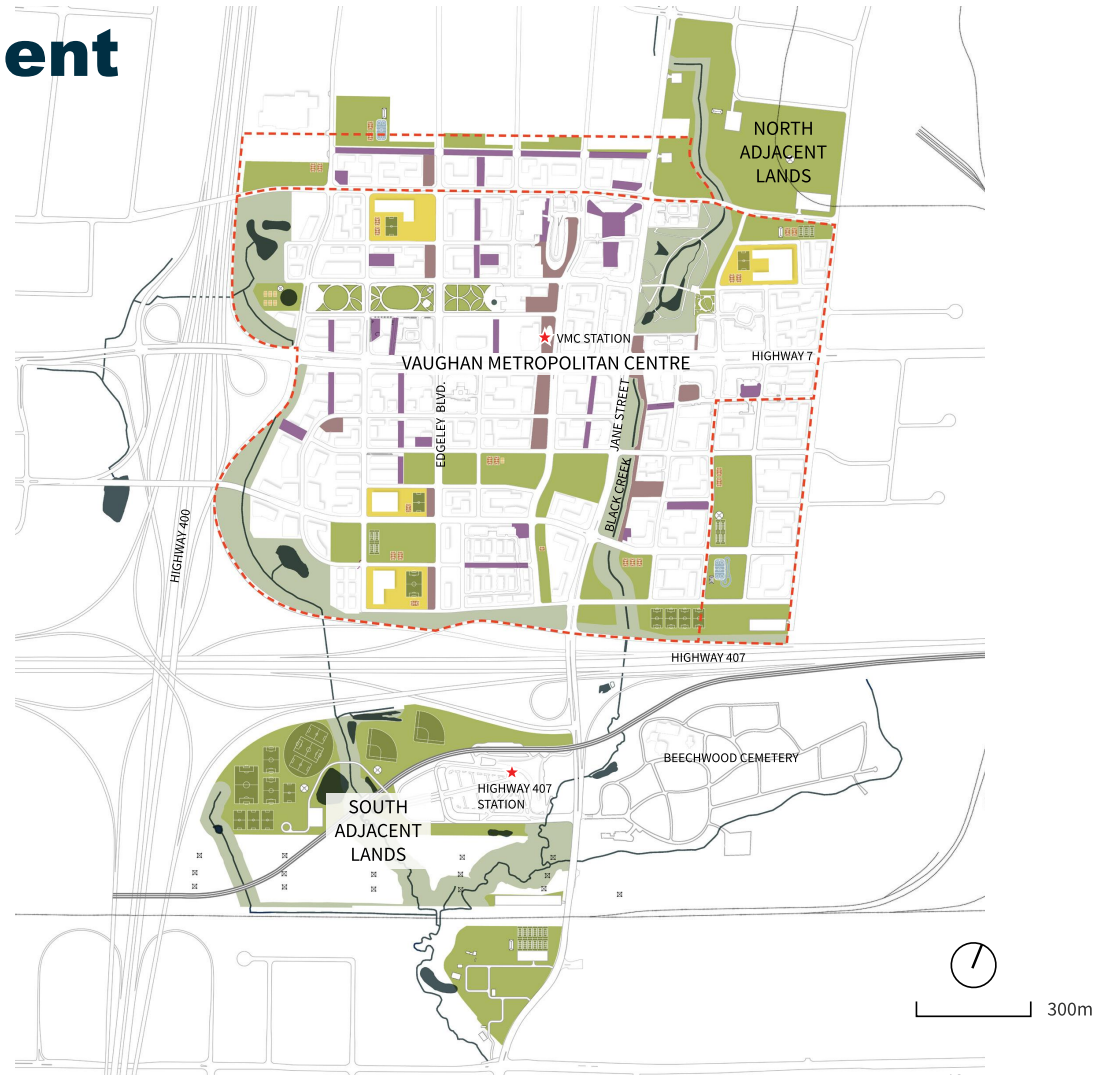 ent
NORTH
ADJACENT
LANDS
VMC STATION
VAUGHAN METROPOLITAN CENTRE
HIGHWAY 7
EDGELEY BLVD.
JANE STREET
BLACK CREEK
HIGHWAY 400
HIGHWAY 407
BEECHWOOD CEMETERY
HIGHWAY 407
STATION
SOUTH
ADJACENT
LANDS
300m